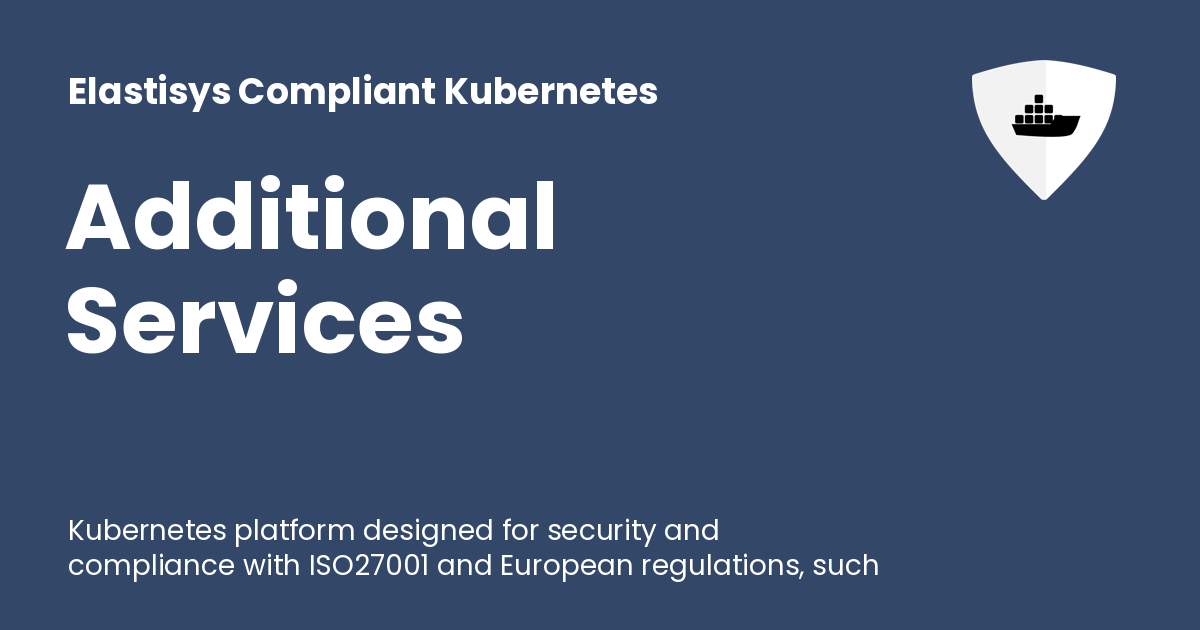 Elastisys Compliant Kubernetes
Additional
Services
Kubernetes platform designed for security and
compliance with ISO27001 and European regulations, such